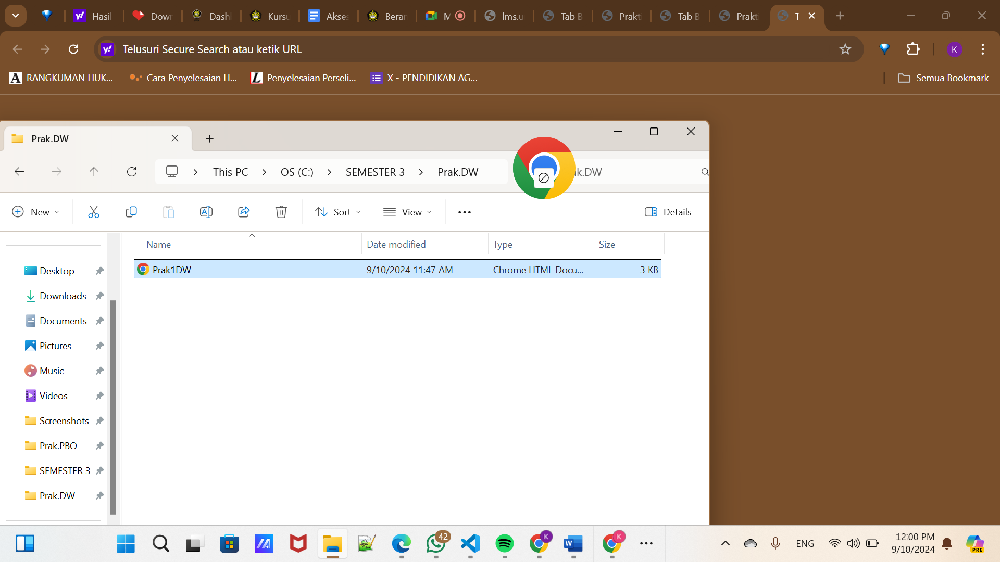 Hasil
Down
Dashl
Kursu
Akses
Berar
M
lms.u
Tab B
Prakti
Tab B
Prakti
T
Telusuri Secure Search atau ketik URL
K
RANGKUMAN HUK...
Cara Penyelesaian H...
Penyelesaian Perseli...
X - PENDIDIKAN AG...
Semua Bookmark
Prak.DW
This PC
OS (C:)
SEMESTER 3
Prak.DW
k.DW
New
Sort
View
Details
Name
Date modified
Type
Size
Prak1DW
9/10/2024 11:47 AM
Chrome HTML Docu...
3 KB
Desktop
Downloads
Documents
Pictures
Music
Videos
Screenshots
Prak.PBO
SEMESTER 3
Prak.DW
42
K
K
ENG
12:00 PM
9/10/2024
PRE